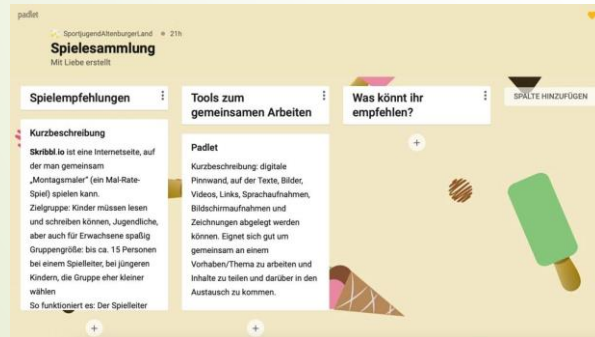 padlet
SportjugendAltenburgerLand 21h
Spielesammlung
Mit Liebe erstellt
Spielempfehlungen
Kurzbeschreibung
Skribbl.io ist eine Internetseite, auf
der man gemeinsam
„Montagsmaler" (ein Mal-Rate-
Spiel) spielen kann.
Zielgruppe: Kinder müssen lesen
und schreiben können, Jugendliche,
aber auch für Erwachsene spaßig
Gruppengröße: bis ca. 15 Personen
bei einem Spielleiter, bei jüngeren
Kindern, die Gruppe eher kleiner
wählen
So funktioniert es: Der Spielleiter
Tools zum
gemeinsamen Arbeiten
Padlet
Kurzbeschreibung: digitale
Pinnwand, auf der Texte, Bilder,
Videos, Links, Sprachaufnahmen,
Bildschirmaufnahmen und
Zeichnungen abgelegt werden
können. Eignet sich gut um
gemeinsam an einem
Vorhaben/Thema zu arbeiten und
Inhalte zu teilen und darüber in den
Austausch zu kommen.
Was könnt ihr
empfehlen?
SPALTE HINZUFÜGEN